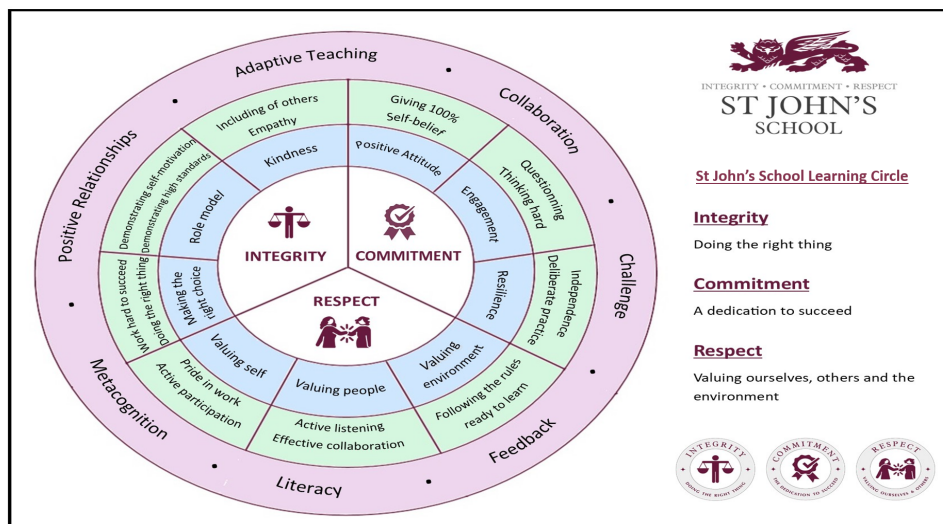 Adaptive Teaching
Collaboration
Challenge
Feedback
Literacy
Metacognition
Positive Relationships
Including of others
Empathy
Giving 100%
Self-belief
Questionning
Thinking hard
Independence
Deliberate practice
Following the rules
ready to learn
Active listening
Effective collaboration
Pride in work
Active participation
Work hard to succeed
Doing the right thing
Demonstrating self-motivation
Demonstrating high standards
Kindness
Positive Attitude
Engagement
Resilience
Valuing
environment
Valuing people
Valuing self
Making the
right choice
Role model
INTEGRITY
COMMITMENT
RESPECT
INTEGRITY • COMMITMENT • RESPECT
ST JOHN'S
SCHOOL
St John's School Learning Circle
Integrity
Doing the right thing
Commitment
A dedication to succeed
Respect
Valuing ourselves, others and the
environment
INTEGRITY
DOING THE RIGHT THING
COMMITMENT
THE DEDICATION TO SUCCEED
RESPECT
VALUING OURSELVES & OTHERS